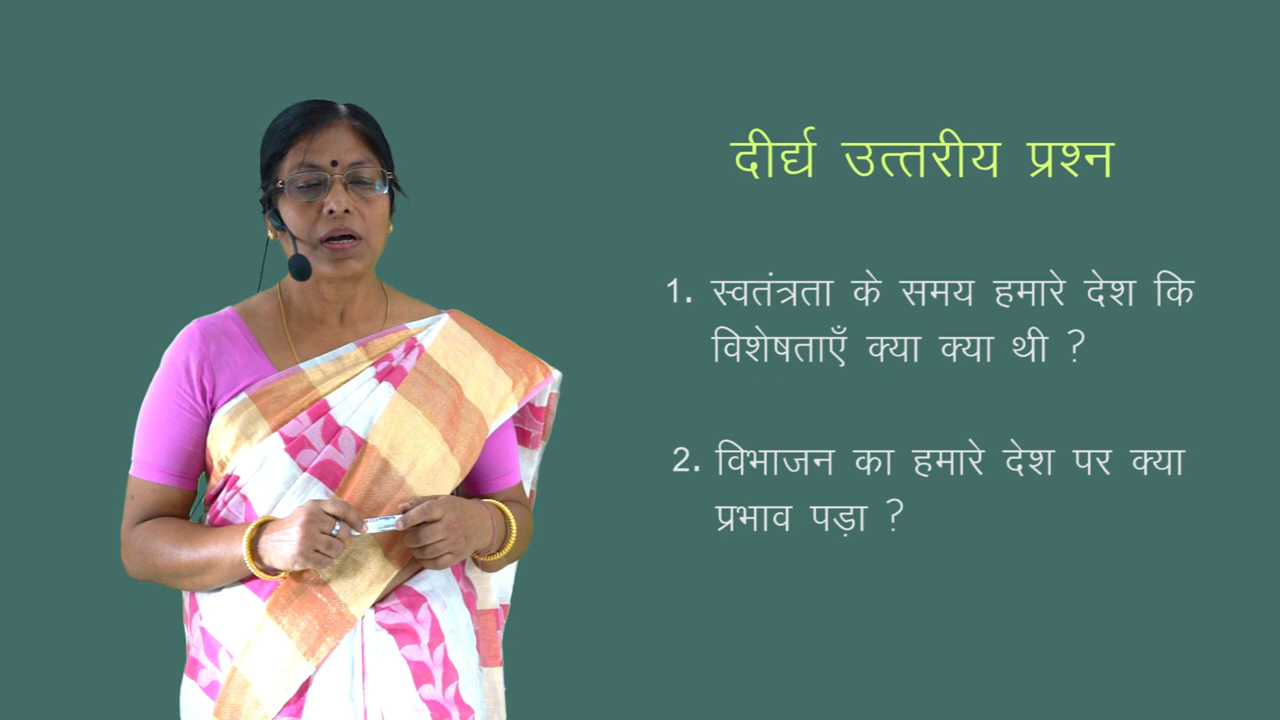 दीर्द्य उत्तरीय प्रश्न
1. स्वतंत्रता के समय हमारे देश कि
विशेषताएँ क्या क्या थी ?
2. विभाजन का हमारे देश पर क्या
प्रभाव पड़ा ?